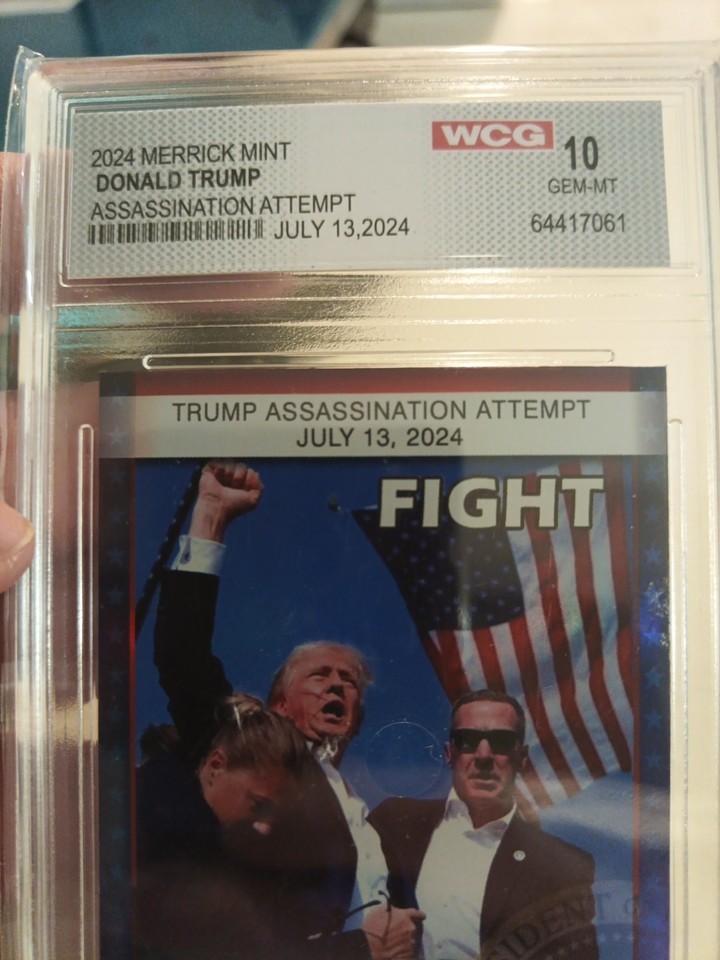 2024 MERRICK MINT
DONALD TRUMP
ASSASSINATION ATTEMPT
JULY 13,2024
WCG 10
GEM-MT
64417061
TRUMP ASSASSINATION ATTEMPT
JULY 13, 2024
FIGHT
SIDENT